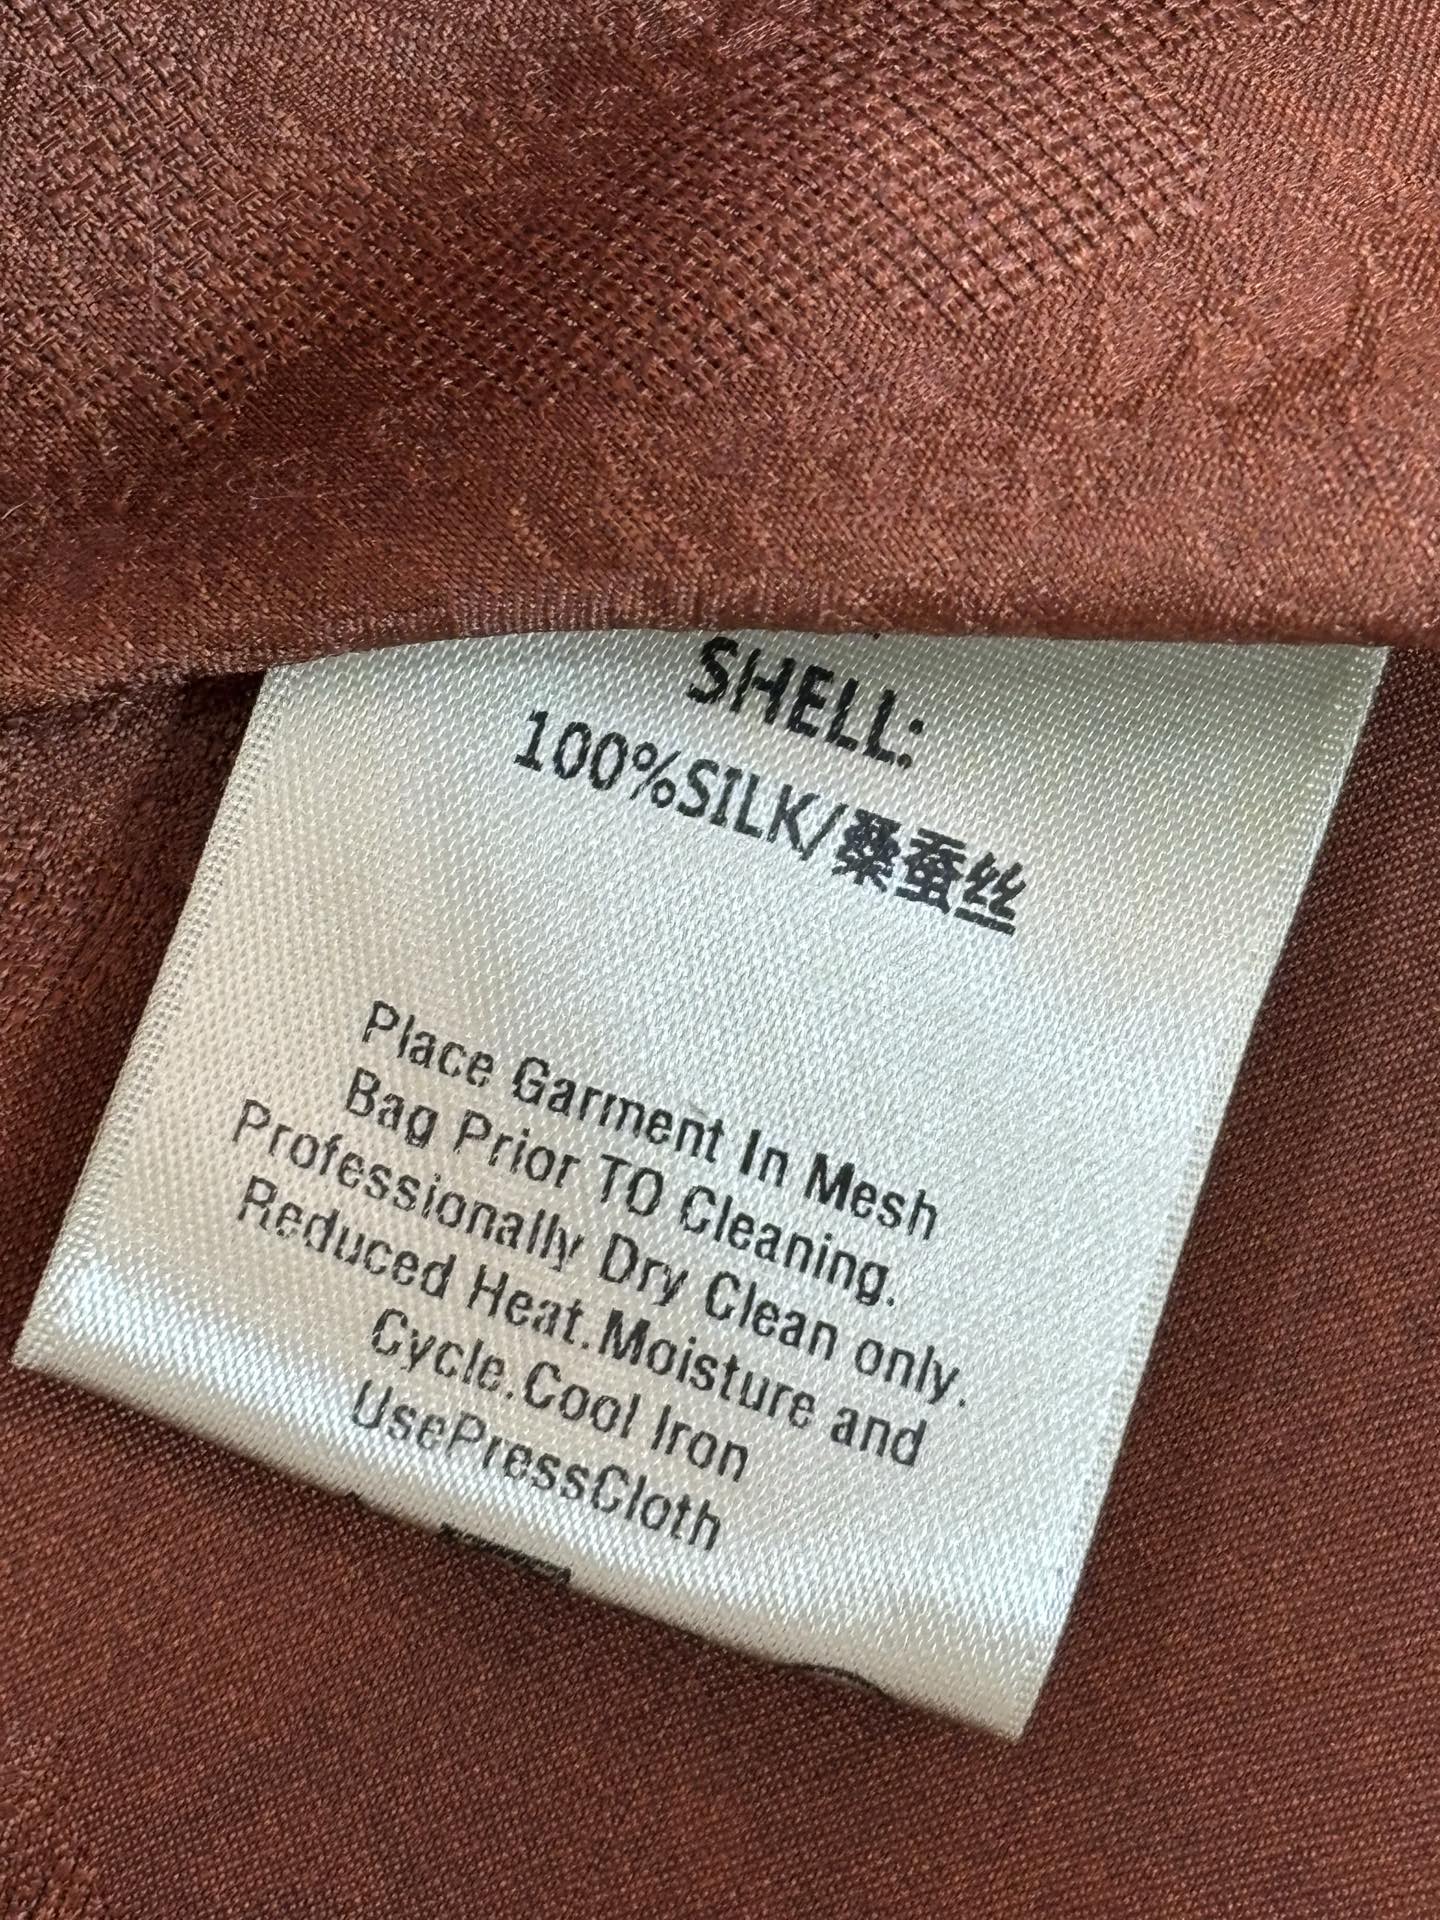 SHELL:
100%SILK/桑蚕丝
Place Garment In Mesh
Bag Prior TO Cleaning.
Professionally Dry Clean only.
Reduced Heat.Moisture and
Cycle.Cool Iron
UsePressCloth